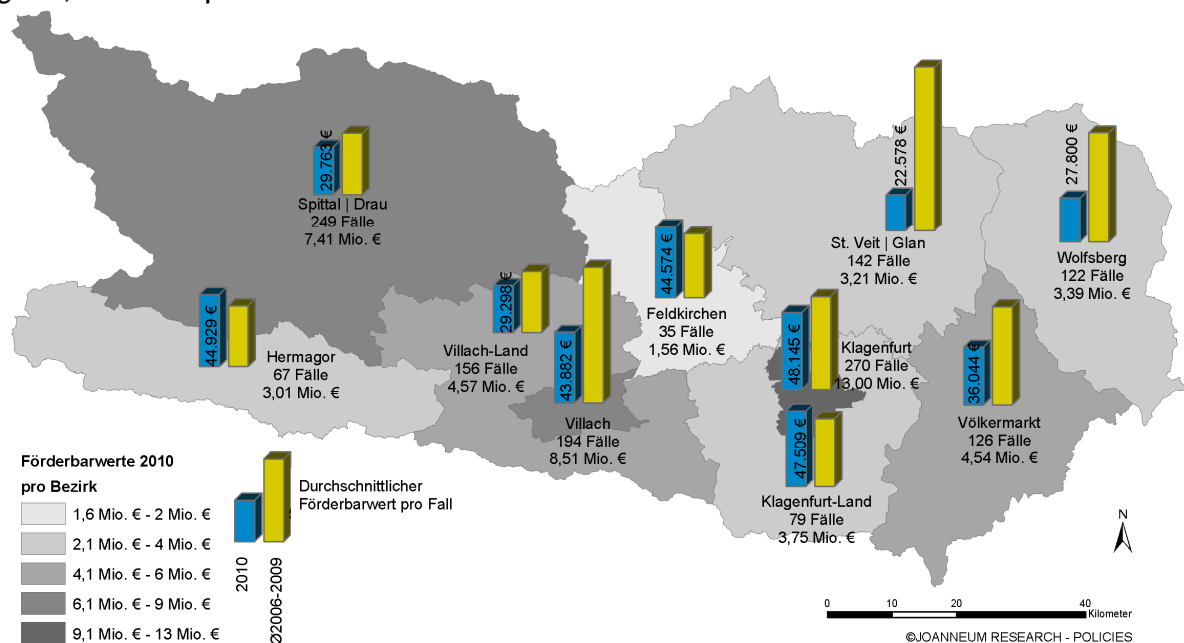 29.763 €
Spittal | Drau
249 Fälle
7,41 Mio. €
22.578 €
St. Veit | Glan
142 Fälle
3,21 Mio. €
27.800 €
Wolfsberg
122 Fälle
3,39 Mio. €
44.574 €
Feldkirchen
35 Fälle
1,56 Mio. €
44.929 €
Hermagor
67 Fälle
3,01 Mio. €
29.298 €
Villach-Land
156 Fälle
4,57 Mio. €
43.882 €
Villach
194 Fälle
8,51 Mio. €
48.145 €
Klagenfurt
270 Fälle
13,00 Mio. €
47.509 €
Klagenfurt-Land
79 Fälle
3,75 Mio. €
36.044 €
Völkermarkt
126 Fälle
4,54 Mio. €
Förderbarwerte 2010
pro Bezirk
1,6 Mio. € - 2 Mio. €
2,1 Mio. € - 4 Mio. €
4,1 Mio. € - 6 Mio. €
6,1 Mio. € - 9 Mio. €
9,1 Mio. € - 13 Mio. €
Durchschnittlicher
Förderbarwert pro Fall
2010
22006-2009
N
0 10 20 40
Kilometer
©JOANNEUM RESEARCH - POLICIES